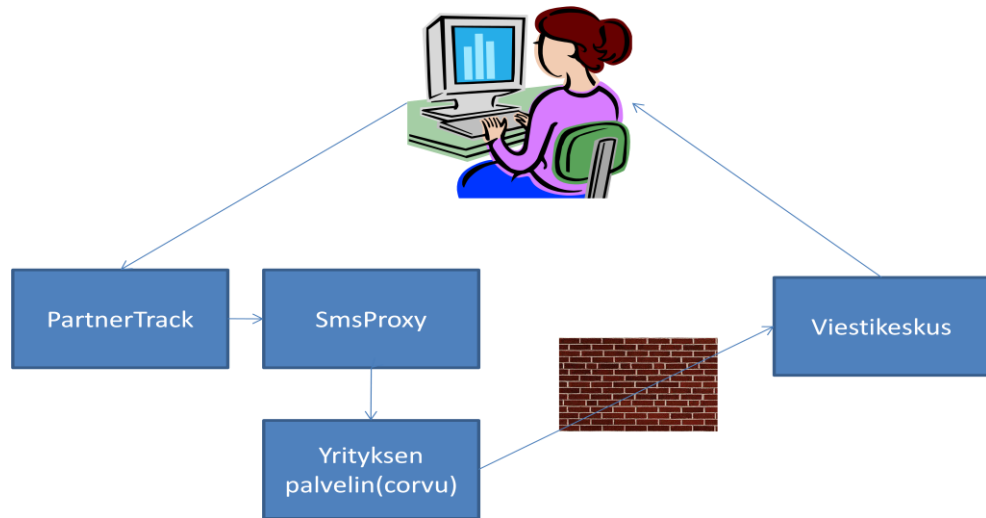 PartnerTrack
SmsProxy
Viestikeskus
Yrityksen
palvelin(corvu)